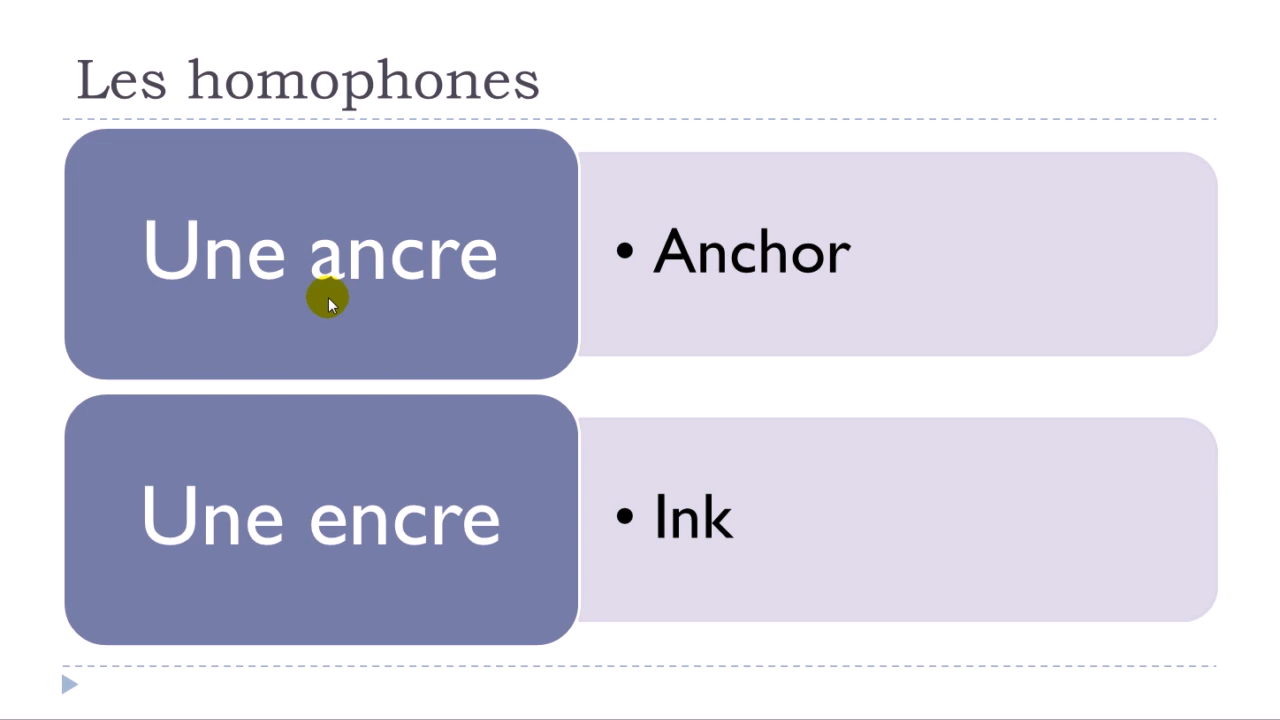 Les homophones
Une ancre
• Anchor
Une encre
• Ink